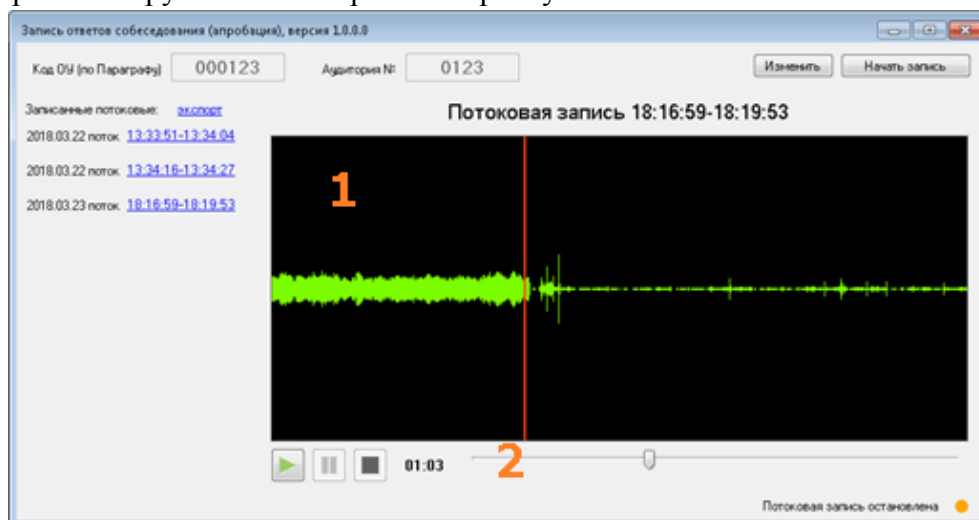 Запись ответов собеседования (апробация), версия 1.0.0.0
Код ОУ (по Параграфу) 000123 Аудитория № 0123 Изменить Начать запись
Записанные потоковые: экспорт
Потоковая запись 18:16:59-18:19:53
2018.03.22 поток. 13:33:51-13:34:04
2018.03.22 поток. 13:34:16-13:34:27
2018.03.23 поток. 18:16:59-18:19:53
1
01:03
2
Потоковая запись остановлена